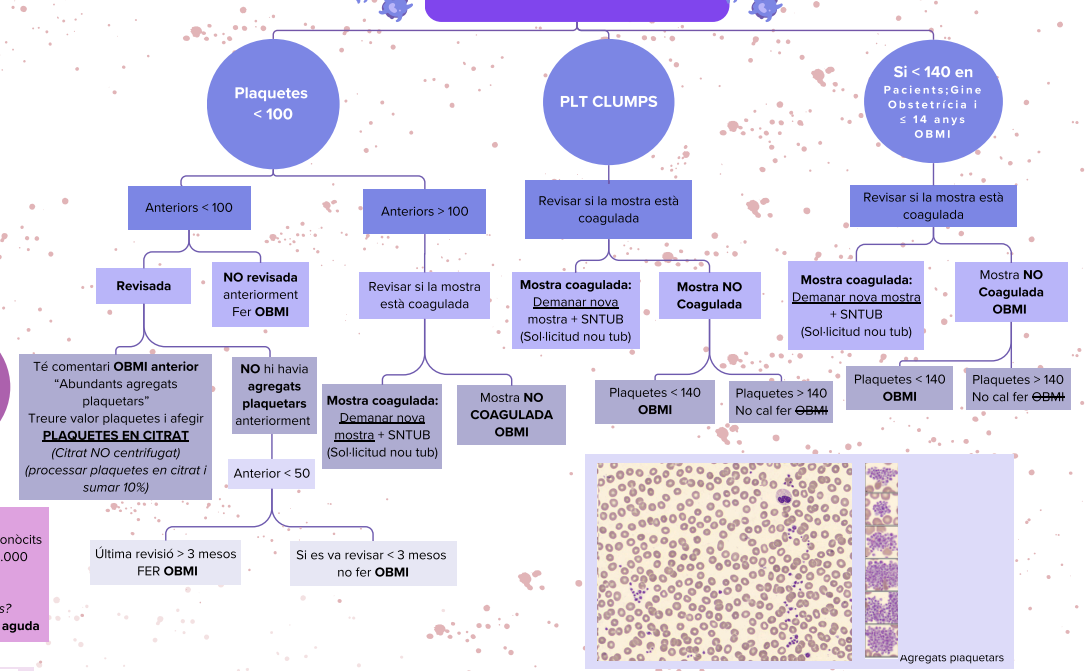 Plaquetes
< 100
PLT CLUMPS
Si < 140 en
Pacients;Gine
Obstetrícia i
≤ 14 anys
OBMI
Anteriors < 100
Anteriors > 100
Revisar si la mostra està
coagulada
Revisar si la mostra està
coagulada
Revisada
NO revisada
anteriorment
Fer OBMI
Revisar si la mostra
està coagulada
Mostra coagulada:
Demanar nova
mostra + SNTUB
(Sol·licitud nou tub)
Mostra NO
Coagulada
Mostra coagulada:
Demanar nova mostra
+ SNTUB
(Sol·licitud nou tub)
Mostra NO
Coagulada
OBMI
Té comentari OBMI anterior
"Abundants agregats
plaquetars"
Treure valor plaquetes i afegir
PLAQUETES EN CITRAT
(Citrat NO centrifugat)
(processar plaquetes en citrat i
sumar 10%)
NO hi havia
agregats
plaquetars
anteriorment
Mostra coagulada:
Demanar nova
mostra + SNTUB
(Sol·licitud nou tub)
Mostra NO
COAGULADA
OBMI
Plaquetes < 140
OBMI
Plaquetes > 140
No cal fer OBMI
Plaquetes < 140
OBMI
Plaquetes > 140
No cal fer OBMI
Anterior < 50
Última revisió > 3 mesos
FER OBMI
Si es va revisar < 3 mesos
no fer OBMI
onòcits
.000
s?
aguda
Agregats plaquetars